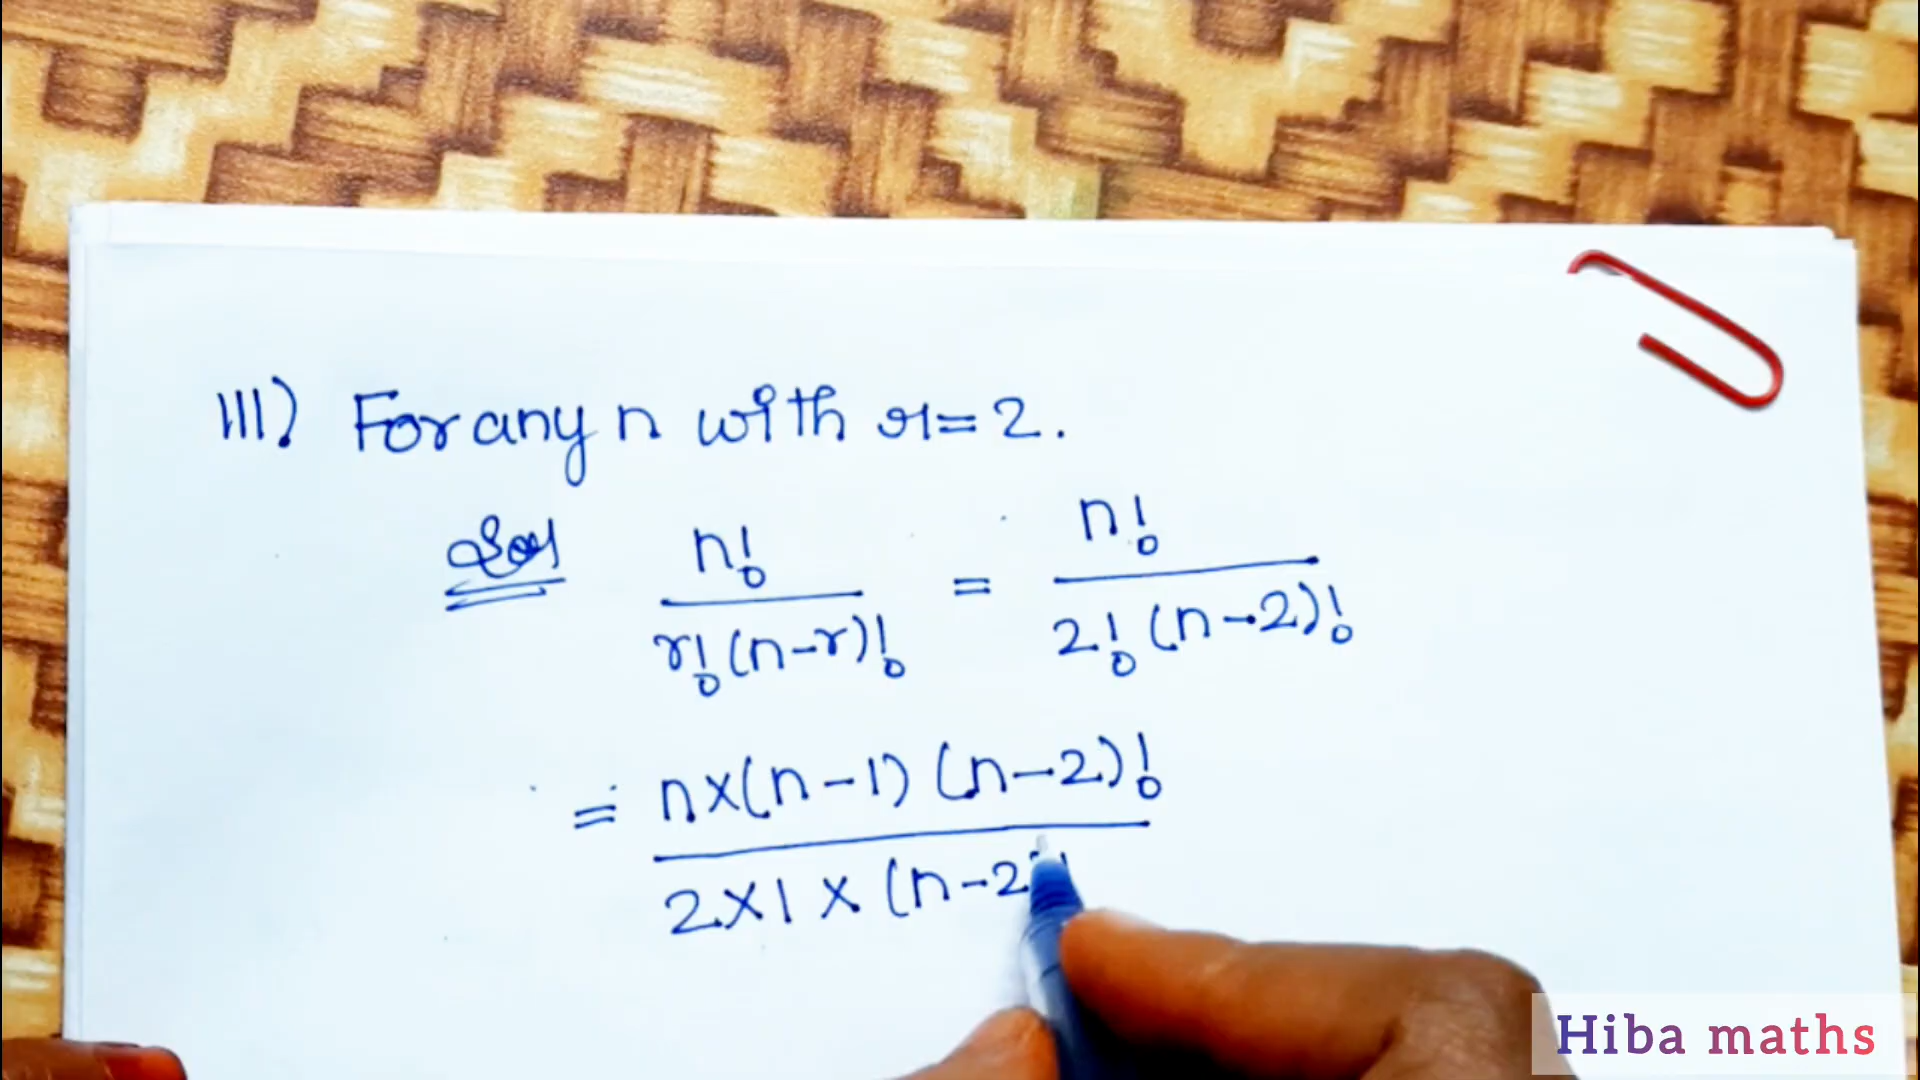 III) For any n with r=2.
Sol n!/r!(n-r)! = n!/2!(n-2)!
= n×(n-1)(n-2)!/2×1×(n-2)!
Hiba maths